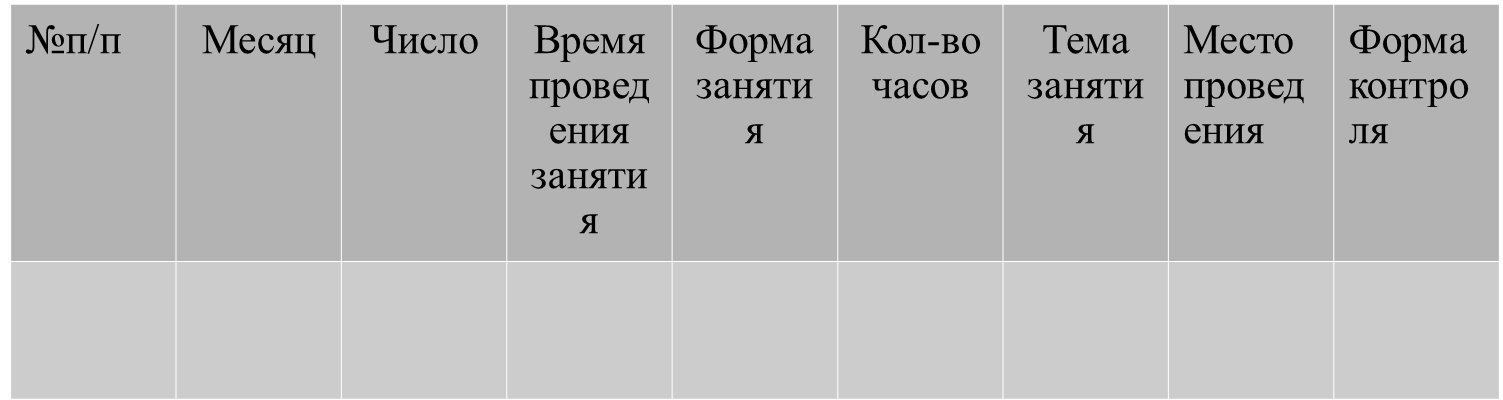 №п/п
Месяц
Число
Время
провед
ения
заняти
я
Форма
заняти
я
Кол-во
часов
Тема
заняти
я
Место
провед
ения
Форма
контро
ля